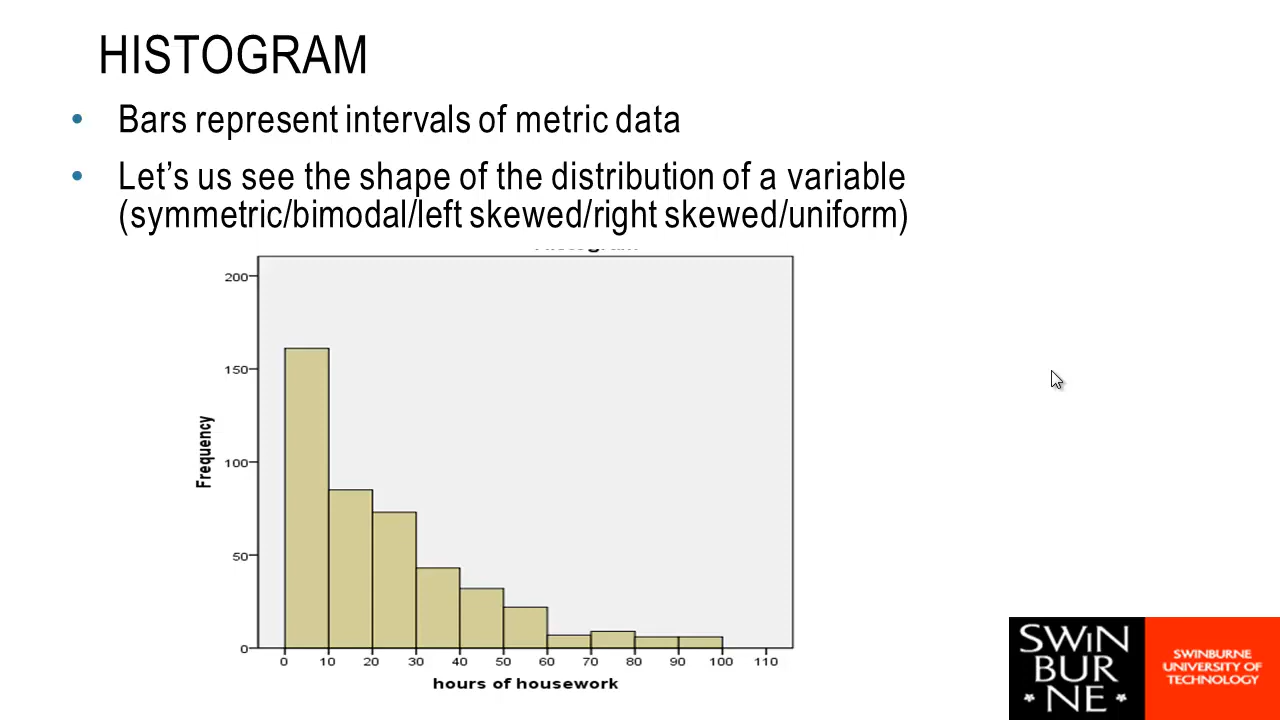 HISTOGRAM
• Bars represent intervals of metric data
• Let’s us see the shape of the distribution of a variable
(symmetric/bimodal/left skewed/right skewed/uniform)
Histogram
200
150
100
50
0
Frequency
0 10 20 30 40 50 60 70 80 90 100 110
hours of housework
SWiN
BUR
* NE *
SWINBURNE
UNIVERSITY OF
TECHNOLOGY